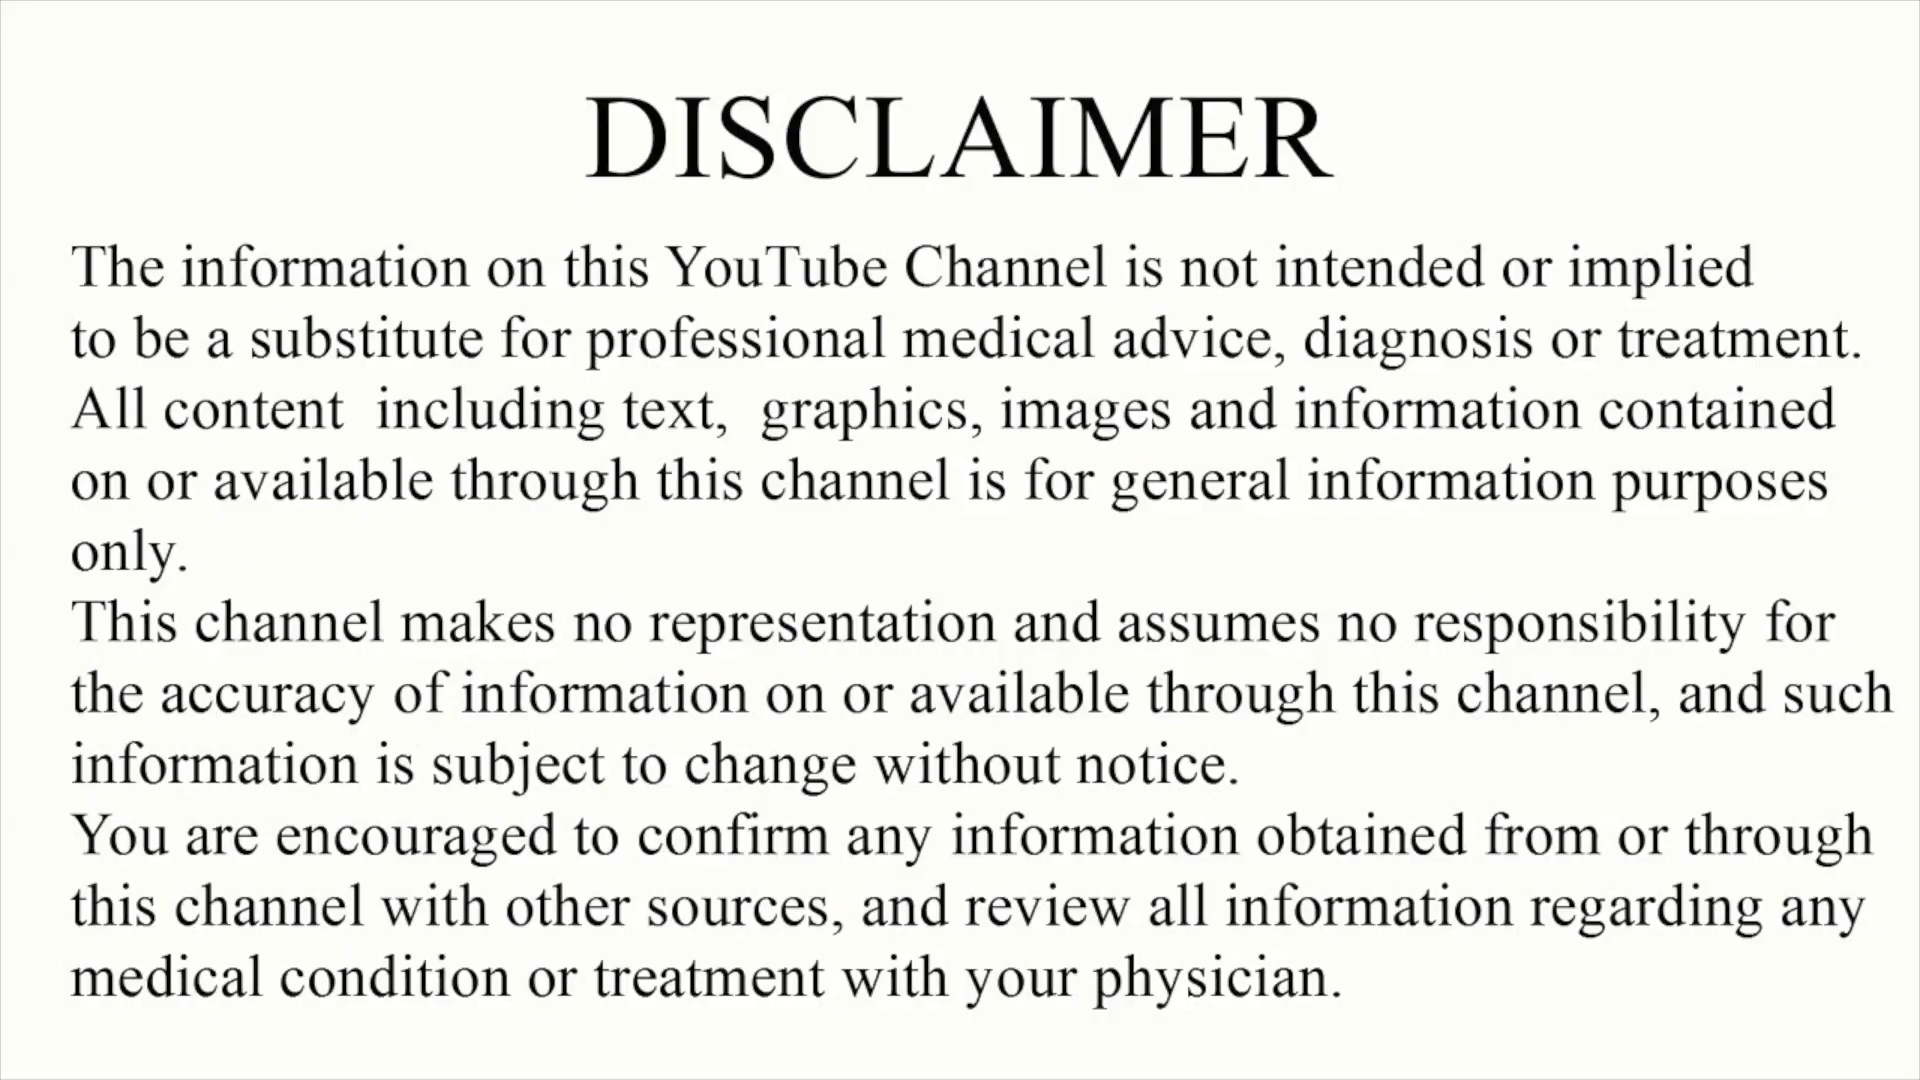 DISCLAIMER
The information on this YouTube Channel is not intended or implied
to be a substitute for professional medical advice, diagnosis or treatment.
All content  including text,  graphics, images and information contained
on or available through this channel is for general information purposes
only.
This channel makes no representation and assumes no responsibility for
the accuracy of information on or available through this channel, and such
information is subject to change without notice.
You are encouraged to confirm any information obtained from or through
this channel with other sources, and review all information regarding any
medical condition or treatment with your physician.